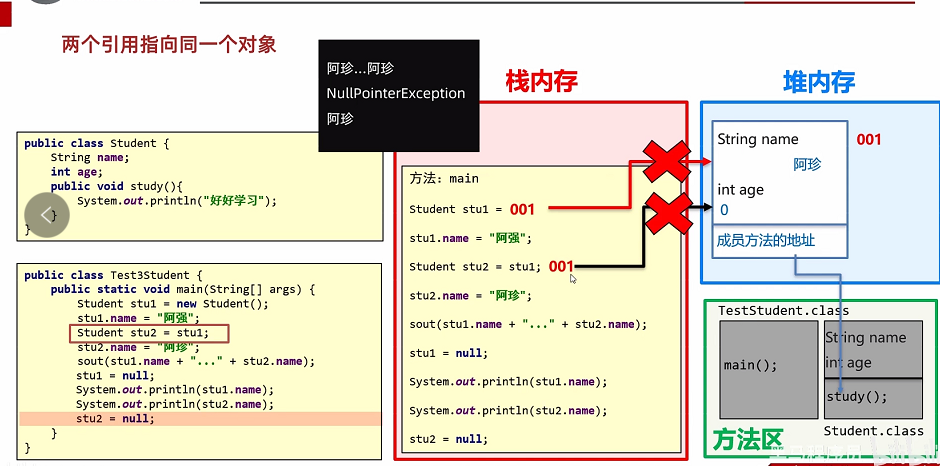 两个引用指向同一个对象
阿珍...阿珍
NullPointerException
阿珍
public class Student {
String name;
int age;
public void study(){
System.out.println("好好学习");
}
}
public class Test3Student {
public static void main(String[] args) {
Student stu1 = new Student();
stu1.name = "阿强";
Student stu2 = stu1;
stu2.name = "阿珍";
sout(stu1.name + "..." + stu2.name);
stu1 = null;
System.out.println(stu1.name);
System.out.println(stu2.name);
stu2 = null;
}
}
栈内存
方法: main
Student stu1 = 001
stu1.name = "阿强";
Student stu2 = stu1; 001
stu2.name = "阿珍";
sout(stu1.name + "..." + stu2.name);
stu1 = null;
System.out.println(stu1.name);
System.out.println(stu2.name);
stu2 = null;
堆内存
String name
001
阿珍
int age
0
成员方法的地址
TestStudent.class
main();
String name
int age
study();
Student.class
方法区